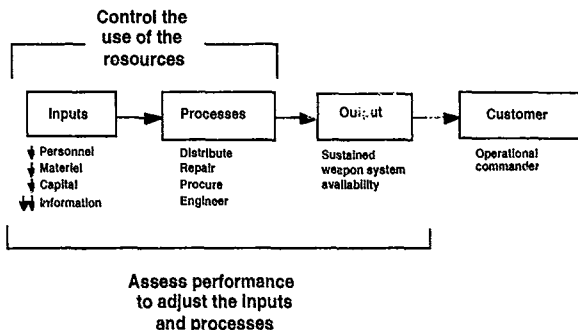 Control the
use of the
rosources
Inputs
Processes
Output
Customer
Personnel
Materiel
Capital
Information
Distribute
Repair
Procure
Engineer
Sustained
weapon system
availability
Operational
commander
Assess performance
to adjust the inputs
and processes